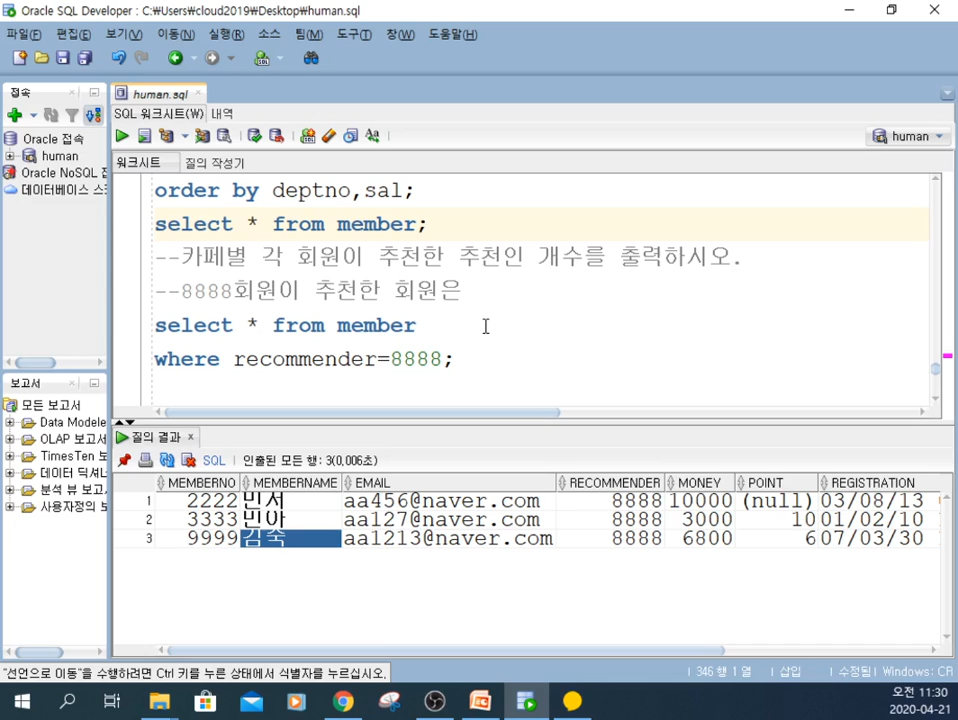 Oracle SQL Developer : C:₩Users₩cloud2019₩Desktop₩human.sql
파일(F) 편집(E) 보기(V) 이동(N) 실행(R) 소스 팀(M) 도구(T) 창(W) 도움말(H)
접속
human.sql
SQL 워크시트(W) 내역
Oracle 접속
human
human
Oracle NoSQL 접
데이터베이스 스
워크시트 질의 작성기
order by deptno,sal;
select * from member;
--카페별 각 회원이 추천한 추천인 개수를 출력하시오.
--8888회원이 추천한 회원은
select * from member
where recommender=8888;
보고서
모든 보고서
Data Modele
OLAP 보고서
TimesTen 보
데이터 딕셔너
분석 뷰 보고
사용자정의 보
질의 결과
SQL | 인출된 모든 행: 3(0,006초)
MEMBERNO MEMBERNAME EMAIL RECOMMENDER MONEY POINT REGISTRATION
1 2222 민서 aa456@naver.com 8888 10000 (null) 03/08/13
2 3333 민아 aa127@naver.com 8888 3000 10 01/02/10
3 9999 김숙 aa1213@naver.com 8888 6800 6 07/03/30
"선언으로 이동"을 수행하려면 Ctrl 키를 누른 상태에서 식별자를 누르십시오.
346 행 1 열 | 삽입 | 수정됨 | Windows: CR
오전 11:30
2020-04-21